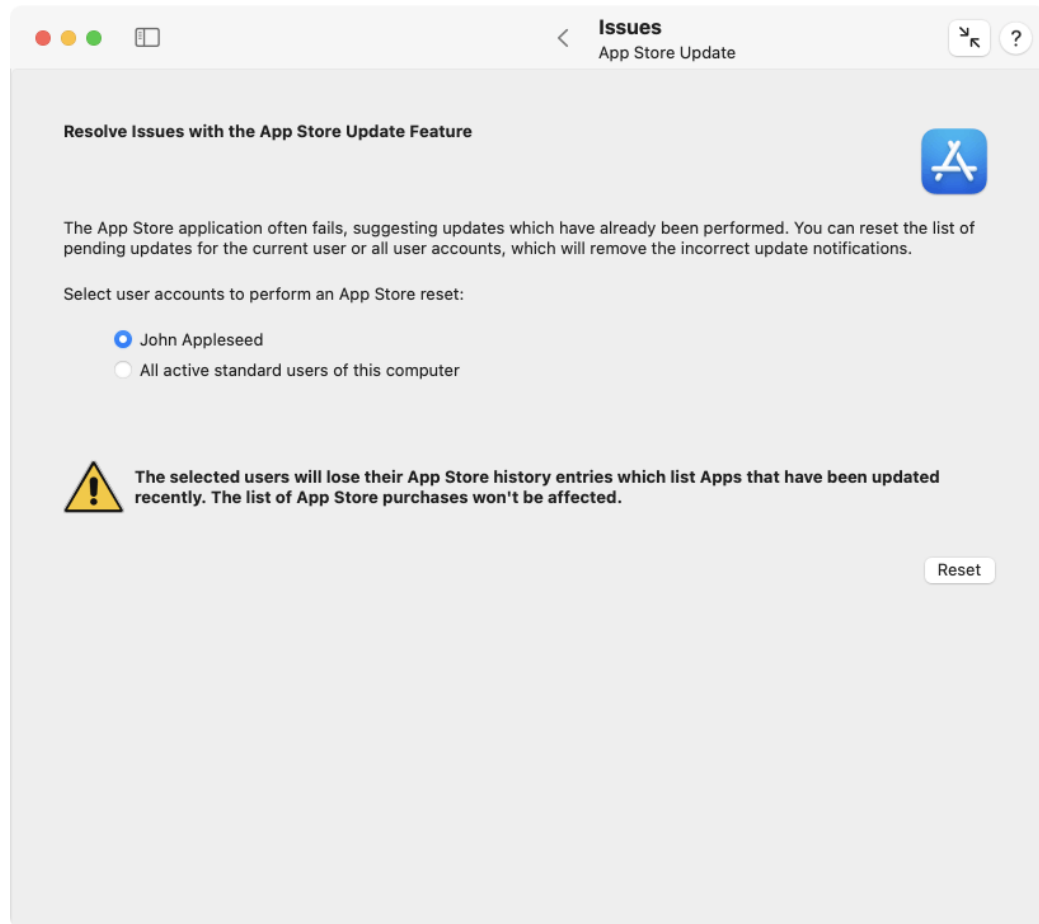 Issues
App Store Update
?
Resolve Issues with the App Store Update Feature
The App Store application often fails, suggesting updates which have already been performed. You can reset the list of
pending updates for the current user or all user accounts, which will remove the incorrect update notifications.
Select user accounts to perform an App Store reset:
John Appleseed
All active standard users of this computer
The selected users will lose their App Store history entries which list Apps that have been updated
recently. The list of App Store purchases won't be affected.
Reset